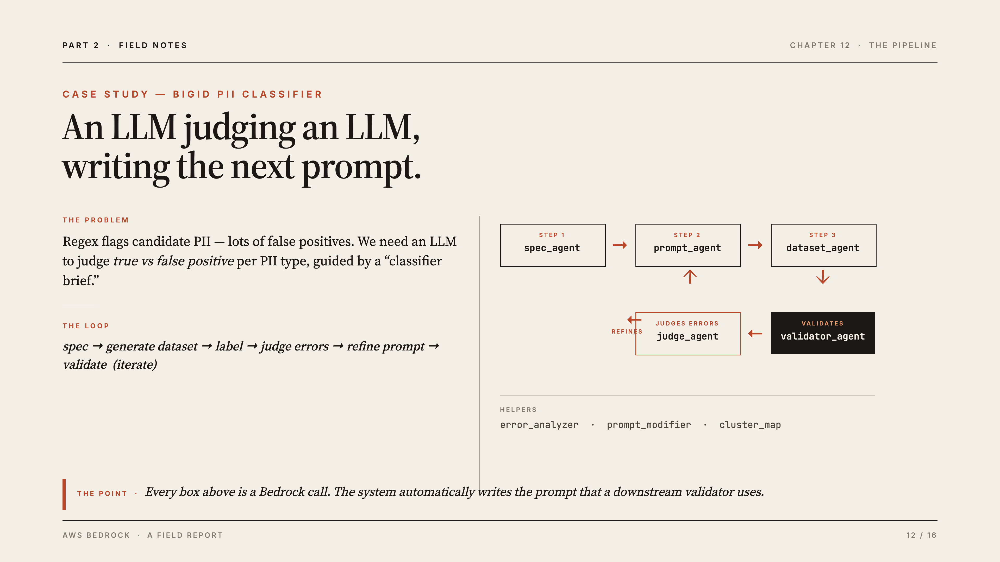 PART 2 · FIELD NOTES
CHAPTER 12 · THE PIPELINE
CASE STUDY — BIGID PII CLASSIFIER
An LLM judging an LLM,
writing the next prompt.
THE PROBLEM
Regex flags candidate PII — lots of false positives. We need an LLM
to judge true vs false positive per PII type, guided by a “classifier
brief.”
THE LOOP
spec → generate dataset → label → judge errors → refine prompt →
validate (iterate)
STEP 1
spec_agent
→
STEP 2
prompt_agent
→
STEP 3
dataset_agent
↑
↓
←
REFINES
JUDGES ERRORS
judge_agent
←
VALIDATES
validator_agent
HELPERS
error_analyzer · prompt_modifier · cluster_map
THE POINT · Every box above is a Bedrock call. The system automatically writes the prompt that a downstream validator uses.
AWS BEDROCK · A FIELD REPORT
12 / 16